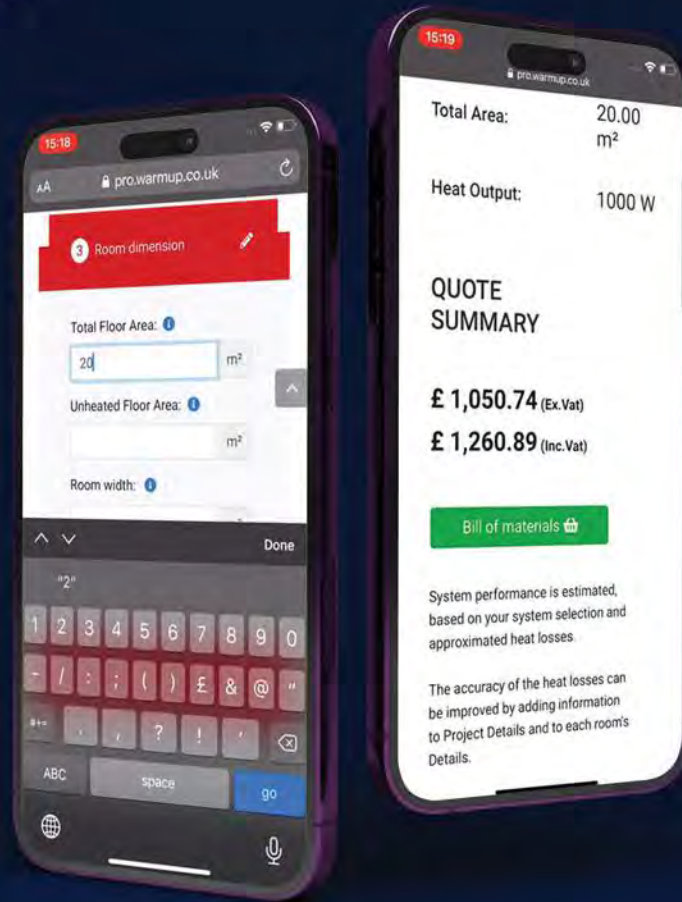 15:18
AA pro.warmup.co.uk
3 Room dimension
Total Floor Area:
20 m²
Unheated Floor Area:
m²
Room width:
Done
"2"
1 2 3 4 5 6 7 8 9 0
- / : ; ( ) £ & @ "
#+= . , ? ! '
ABC space go
15:19
pro.warmup.co.uk
Total Area: 20.00
m²
Heat Output: 1000 W
QUOTE
SUMMARY
£ 1,050.74 (Ex.Vat)
£ 1,260.89 (Inc.Vat)
Bill of materials
System performance is estimated,
based on your system selection and
approximated heat losses
The accuracy of the heat losses can
be improved by adding information
to Project Details and to each room's
Details.